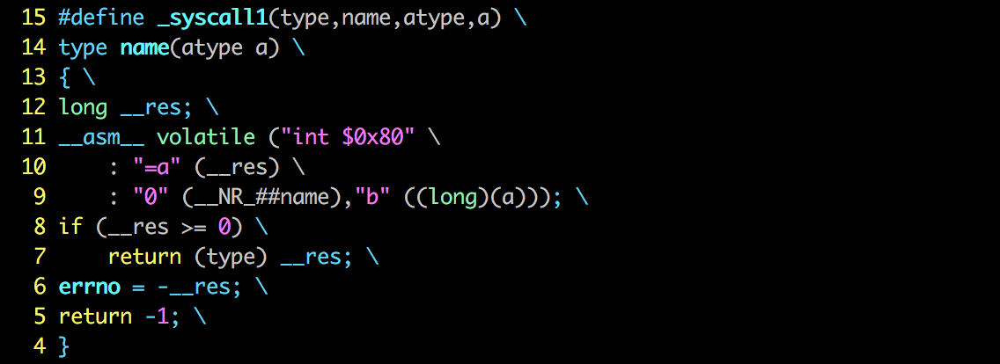 15 #define _syscall1(type,name,atype,a) \
14 type name(atype a) \
13 { \
12 long __res; \
11 __asm__ volatile ("int $0x80" \
10     : "=a" (__res) \
 9     : "0" (__NR_##name),"b" ((long)(a))); \
 8 if (__res >= 0) \
 7     return (type) __res; \
 6 errno = -__res; \
 5 return -1; \
 4 }